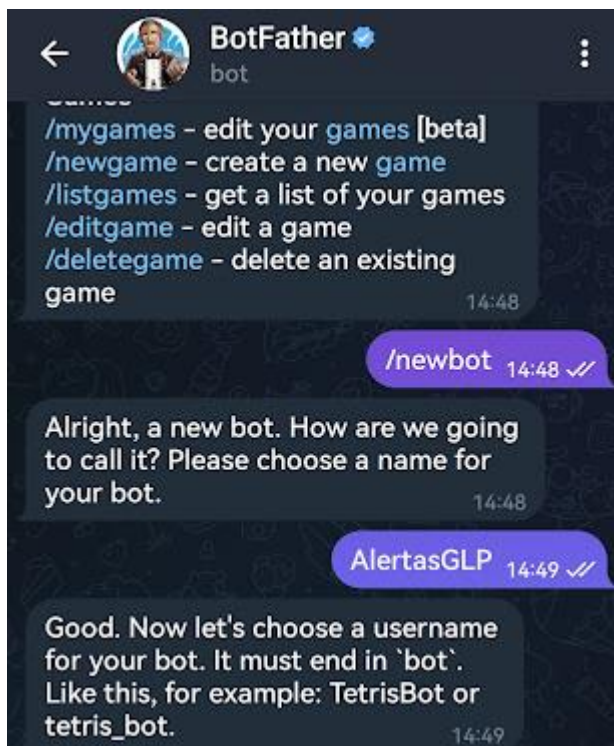 BotFather
bot
Games
/mygames – edit your games [beta]
/newgame – create a new game
/listgames – get a list of your games
/editgame – edit a game
/deletegame – delete an existing
game
14:48
/newbot 14:48
Alright, a new bot. How are we going
to call it? Please choose a name for
your bot.
14:48
AlertasGLP 14:49
Good. Now let's choose a username
for your bot. It must end in `bot`.
Like this, for example: TetrisBot or
tetris_bot.
14:49